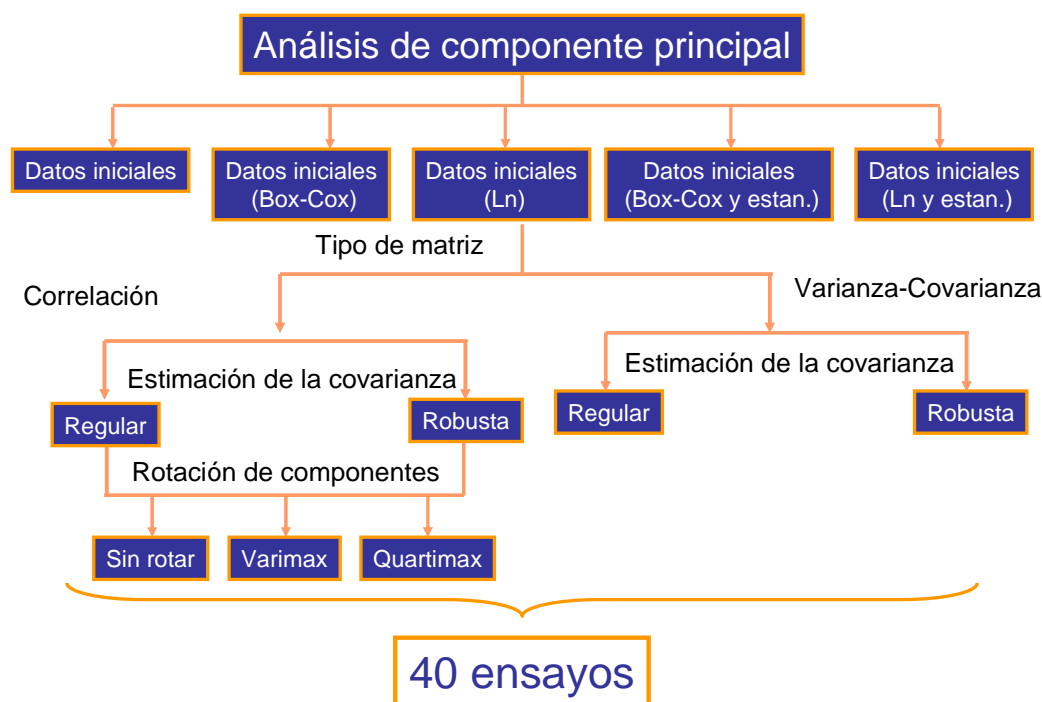 Análisis de componente principal
Datos iniciales
Datos iniciales
(Box-Cox)
Datos iniciales
(Ln)
Datos iniciales
(Box-Cox y estan.)
Datos iniciales
(Ln y estan.)
Tipo de matriz
Correlación
Varianza-Covarianza
Estimación de la covarianza
Regular
Robusta
Estimación de la covarianza
Regular
Robusta
Rotación de componentes
Sin rotar
Varimax
Quartimax
40 ensayos